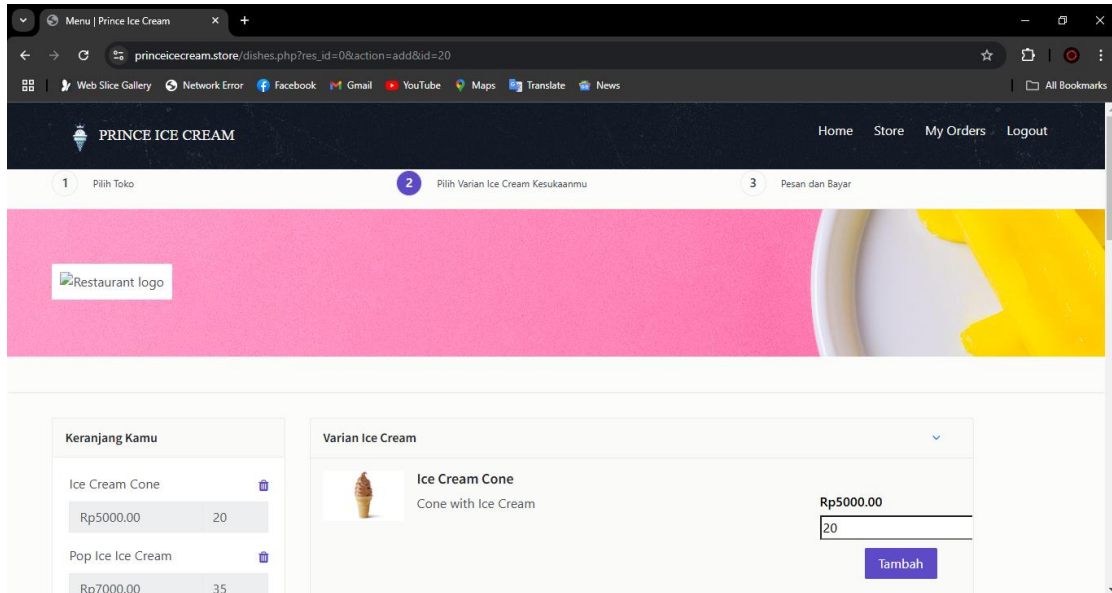 Menu | Prince Ice Cream
princeicecream.store/dishes.php?res_id=0&action=add&id=20
Web Slice Gallery Network Error Facebook Gmail YouTube Maps Translate News All Bookmarks
PRINCE ICE CREAM Home Store My Orders Logout
1 Pilih Toko 2 Pilih Varian Ice Cream Kesukaanmu 3 Pesan dan Bayar
Restaurant logo
Keranjang Kamu
Ice Cream Cone
Rp5000.00 20
Pop Ice Ice Cream
Rp7000.00 35
Varian Ice Cream
Ice Cream Cone
Cone with Ice Cream
Rp5000.00
20
Tambah